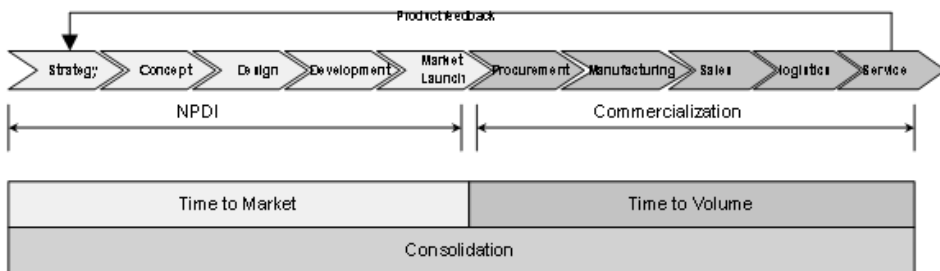 Product feedback
Strategy
Concept
Design
Development
Market
Launch
Procurement
Manufacturing
Sales
logistics
Service
NPDI
Commercialization
Time to Market
Time to Volume
Consolidation